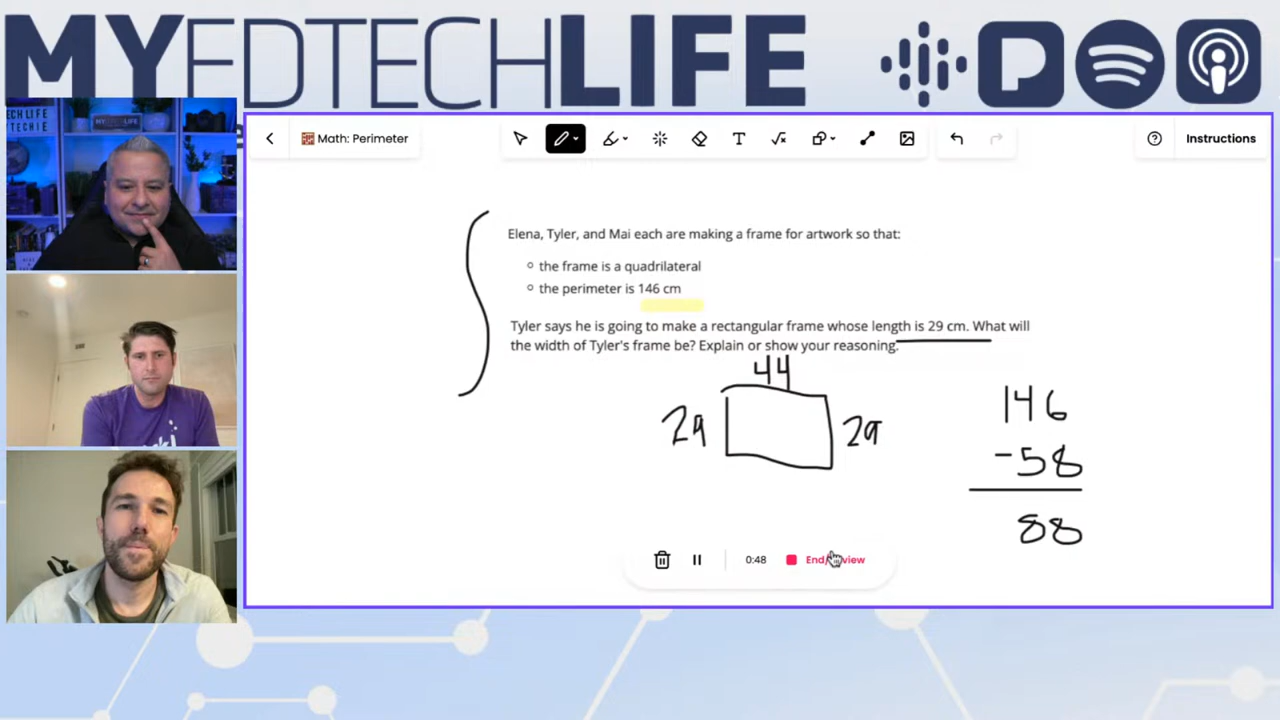 MYEDTECHLIFE
TECH LIFE
TECHIE
Math: Perimeter
T
√x
Instructions
Elena, Tyler, and Mai each are making a frame for artwork so that:
the frame is a quadrilateral
the perimeter is 146 cm
Tyler says he is going to make a rectangular frame whose length is 29 cm. What will
the width of Tyler's frame be? Explain or show your reasoning.
44
29
29
146
-58
88
0:48